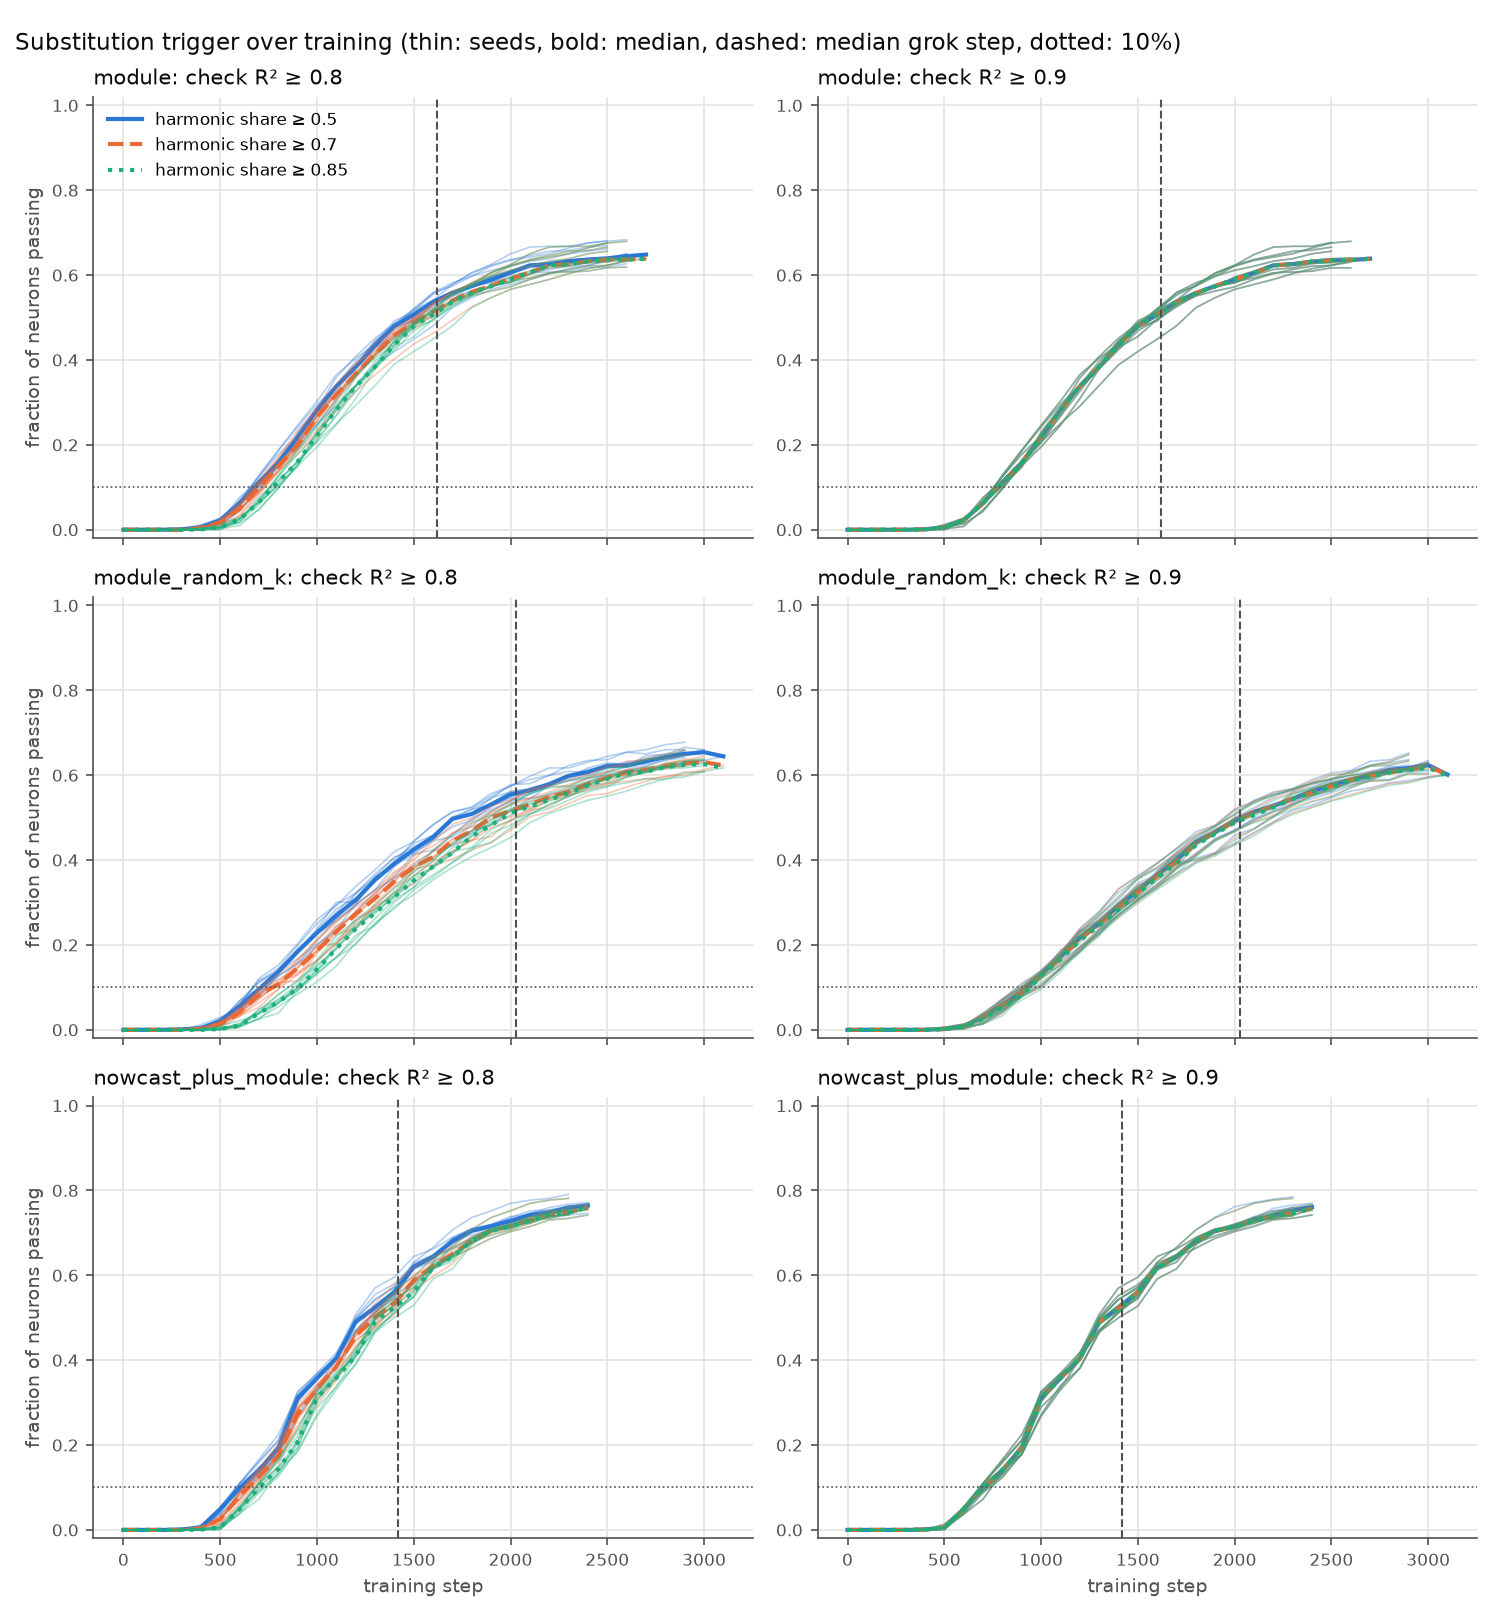 Substitution trigger over training (thin: seeds, bold: median, dashed: median grok step, dotted: 10%)
module: check R² ≥ 0.8
module: check R² ≥ 0.9
1.0
0.8
0.6
0.4
0.2
0.0
fraction of neurons passing
harmonic share ≥ 0.5
harmonic share ≥ 0.7
harmonic share ≥ 0.85
1.0
0.8
0.6
0.4
0.2
0.0
module_random_k: check R² ≥ 0.8
module_random_k: check R² ≥ 0.9
1.0
0.8
0.6
0.4
0.2
0.0
fraction of neurons passing
1.0
0.8
0.6
0.4
0.2
0.0
nowcast_plus_module: check R² ≥ 0.8
nowcast_plus_module: check R² ≥ 0.9
1.0
0.8
0.6
0.4
0.2
0.0
fraction of neurons passing
0 500 1000 1500 2000 2500 3000
training step
1.0
0.8
0.6
0.4
0.2
0.0
0 500 1000 1500 2000 2500 3000
training step